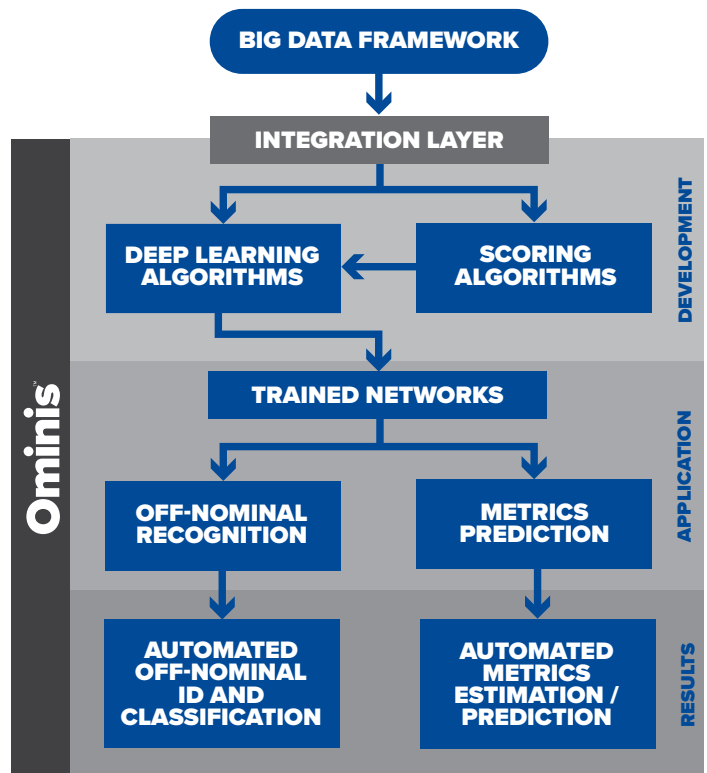 BIG DATA FRAMEWORK
INTEGRATION LAYER
DEEP LEARNING
ALGORITHMS
SCORING
ALGORITHMS
DEVELOPMENT
TRAINED NETWORKS
Ominis™
OFF-NOMINAL
RECOGNITION
METRICS
PREDICTION
APPLICATION
AUTOMATED
OFF-NOMINAL
ID AND
CLASSIFICATION
AUTOMATED
METRICS
ESTIMATION /
PREDICTION
RESULTS